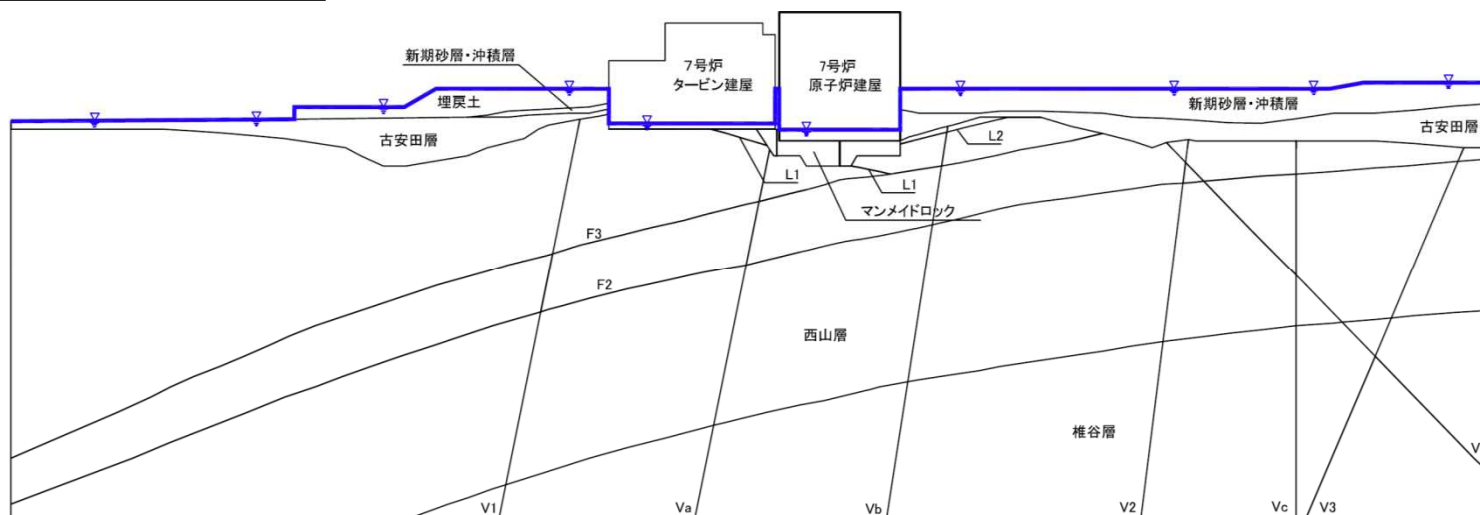 7号炉
タービン建屋
7号炉
原子炉建屋
新期砂層・沖積層
埋戻土
新期砂層・沖積層
古安田層
古安田層
L2
L1
L1
マンメイドロック
F3
F2
西山層
椎谷層
V1
Va
Vb
V2
Vc
V3
V